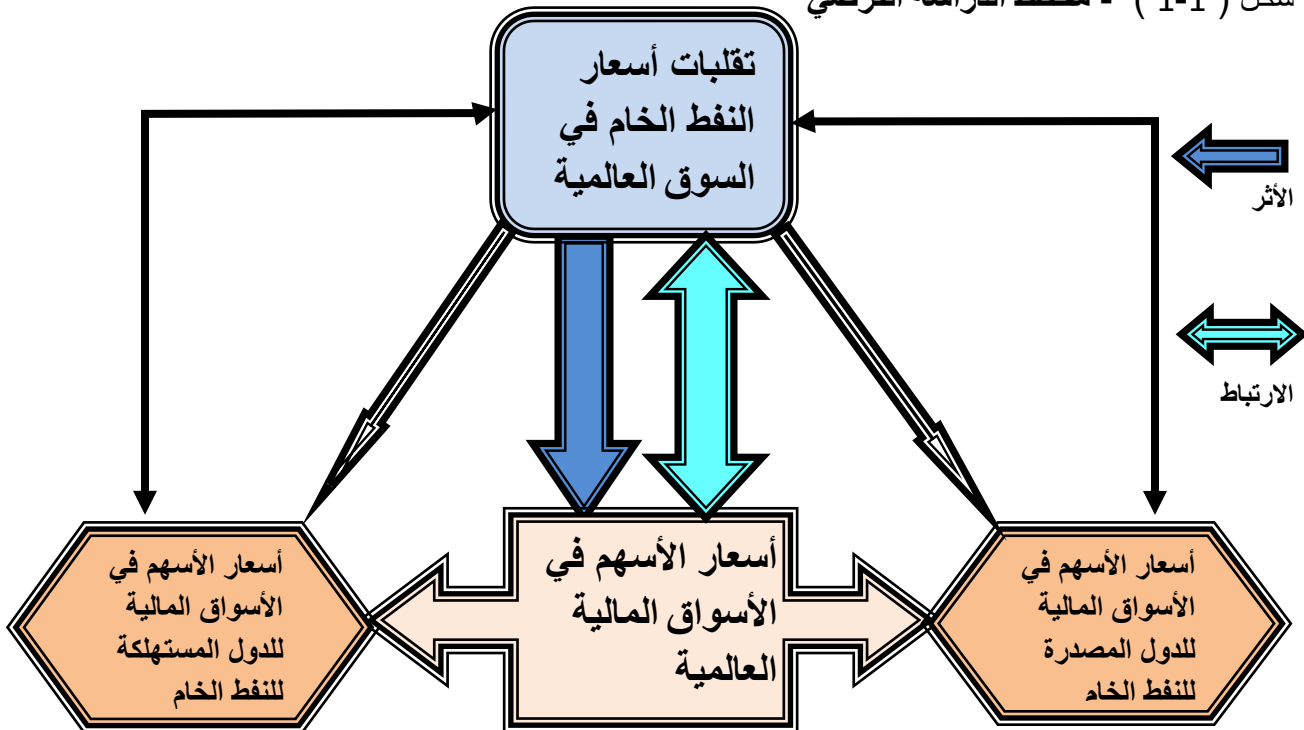 تقلبات أسعار
النفط الخام في
السوق العالمية
الأثر
الارتباط
أسعار الأسهم في
الأسواق المالية
للدول المصدرة
للنفط الخام
أسعار الأسهم في
الأسواق المالية
العالمية
أسعار الأسهم في
الأسواق المالية
للدول المستهلكة
للنفط الخام